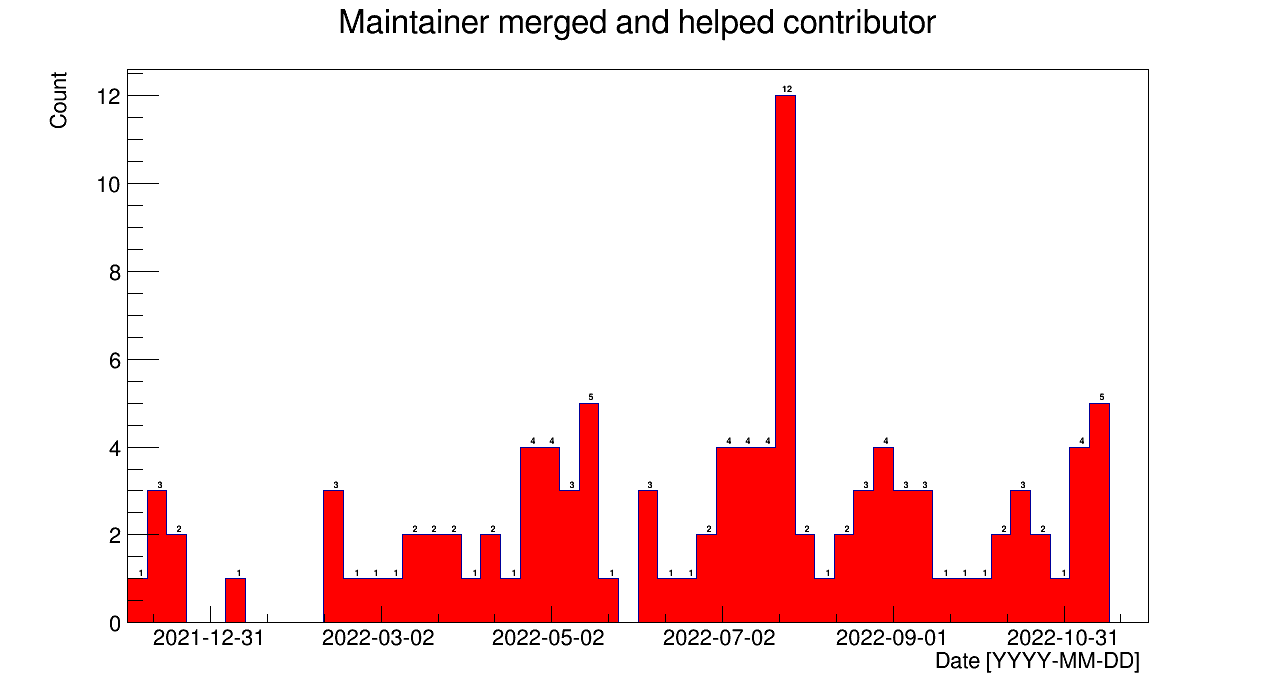 Maintainer merged and helped contributor
Count
12
10
8
6
4
2
0
1 3 2 1 3 1 1 1 2 2 2 1 2 1 4 4 3 5 1 3 1 1 2 4 4 4 12 2 1 2 3 4 3 3 1 1 1 2 3 2 1 4 5
2021-12-31 2022-03-02 2022-05-02 2022-07-02 2022-09-01 2022-10-31
Date [YYYY-MM-DD]